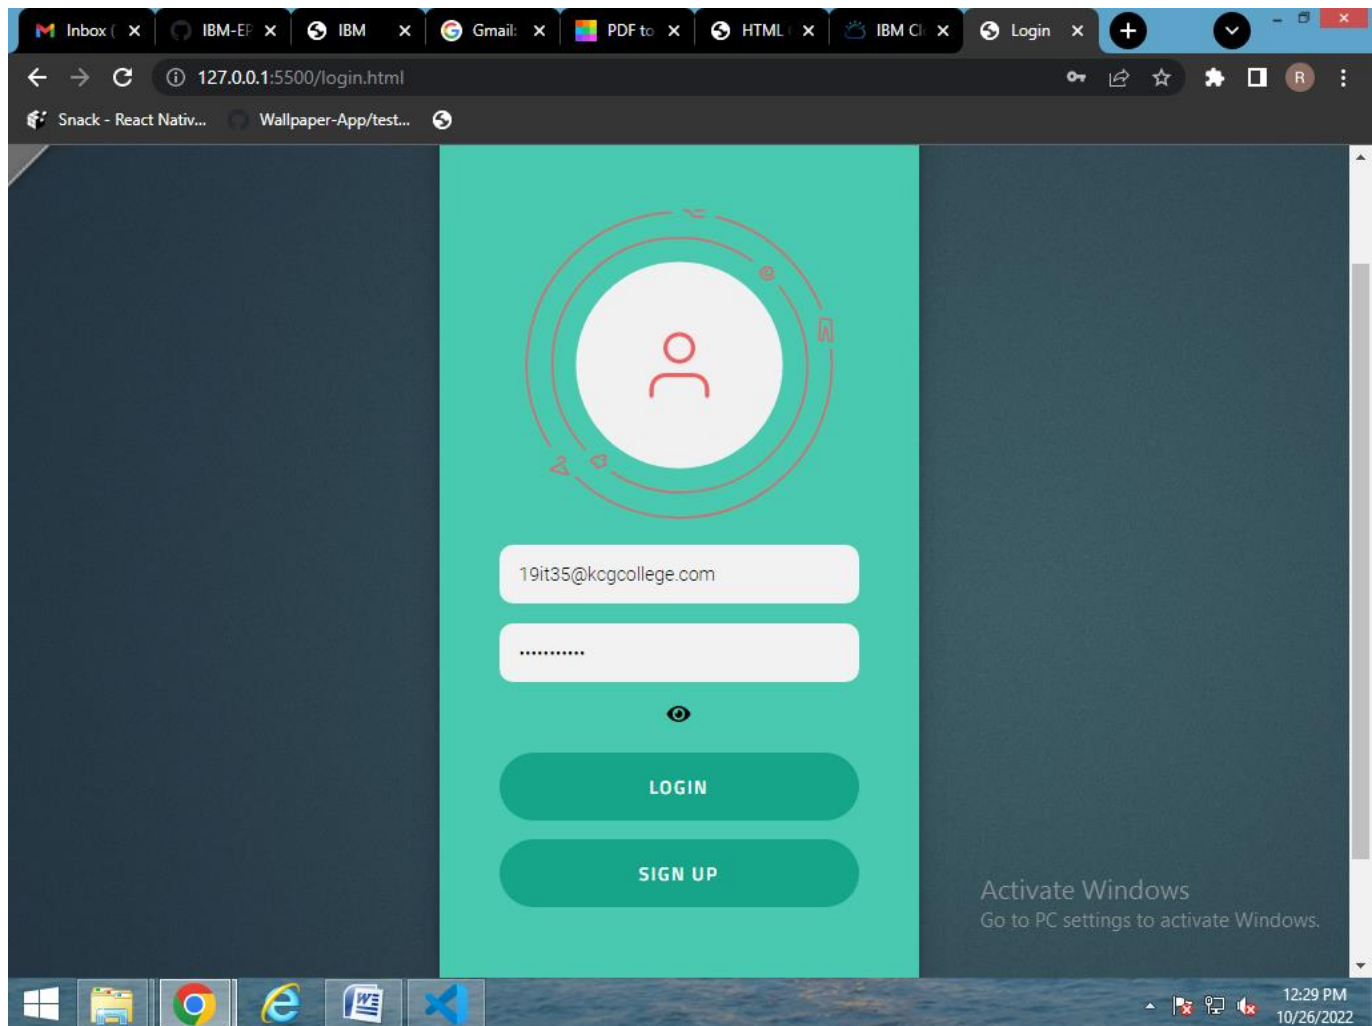 Inbox (
IBM-EP
IBM
Gmail:
PDF to
HTML (
IBM Cl
Login
127.0.0.1:5500/login.html
R
Snack - React Nativ...
Wallpaper-App/test...
19it35@kcgcollege.com
LOGIN
SIGN UP
Activate Windows
Go to PC settings to activate Windows.
12:29 PM
10/26/2022